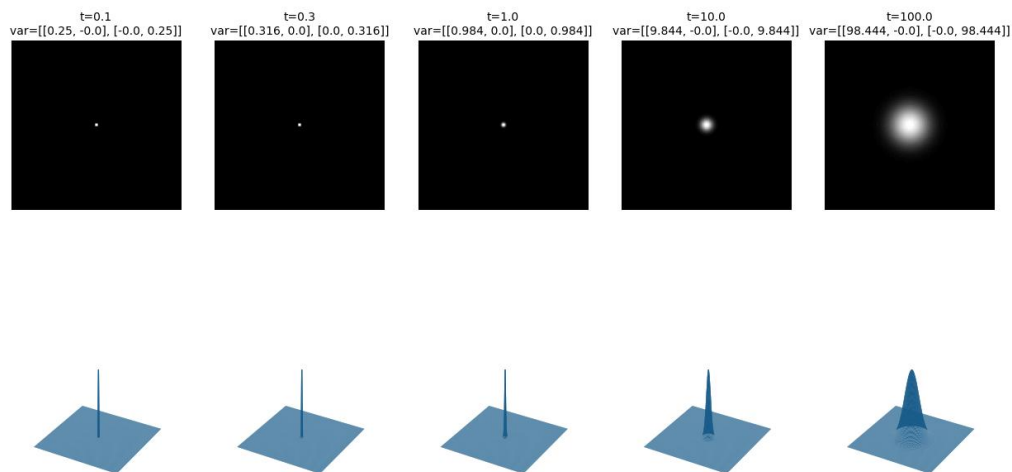 t=0.1
var=[[0.25, -0.0], [-0.0, 0.25]]
t=0.3
var=[[0.316, 0.0], [0.0, 0.316]]
t=1.0
var=[[0.984, 0.0], [0.0, 0.984]]
t=10.0
var=[[9.844, -0.0], [-0.0, 9.844]]
t=100.0
var=[[98.444, -0.0], [-0.0, 98.444]]